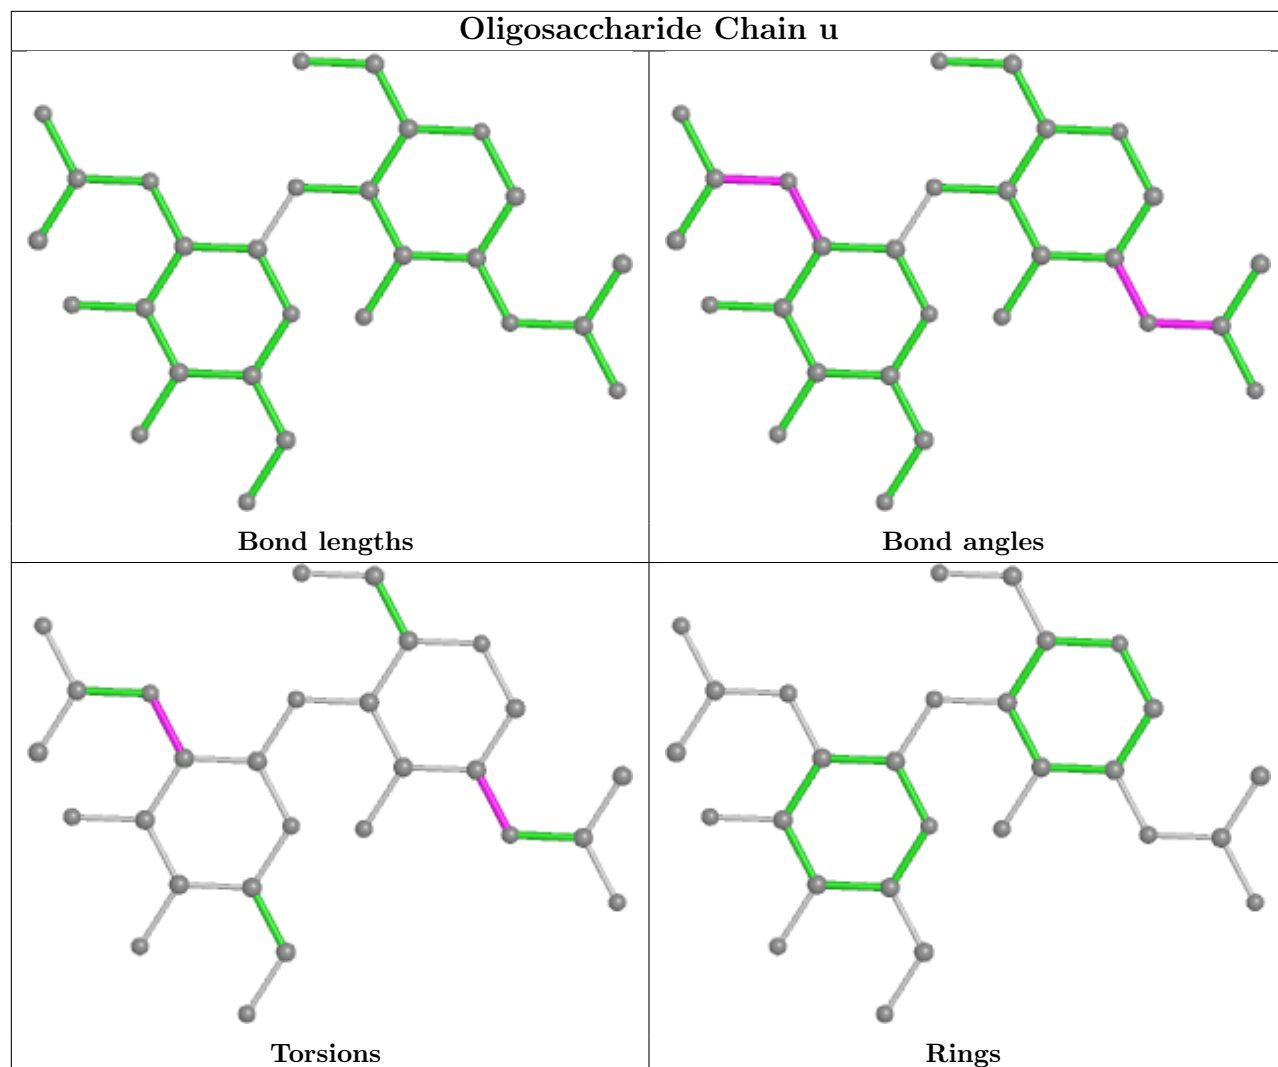 Oligosaccharide Chain u
Bond lengths
Bond angles
Torsions
Rings